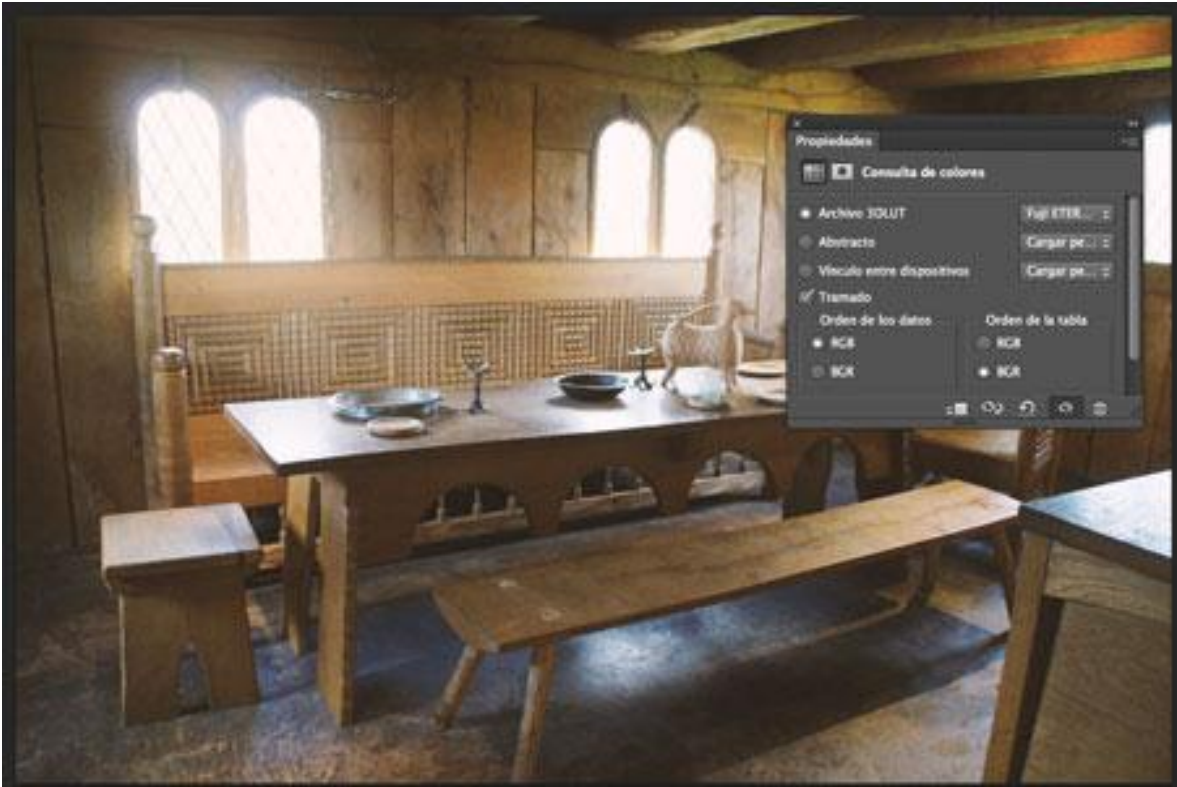 Propiedades
Consulta de colores
Archivo 3DLUT Fuji ETER...
Abstracto Cargar pe...
Vínculo entre dispositivos Cargar pe...
Tramado
Orden de los datos Orden de la tabla
RGB RGB
BGR BGR